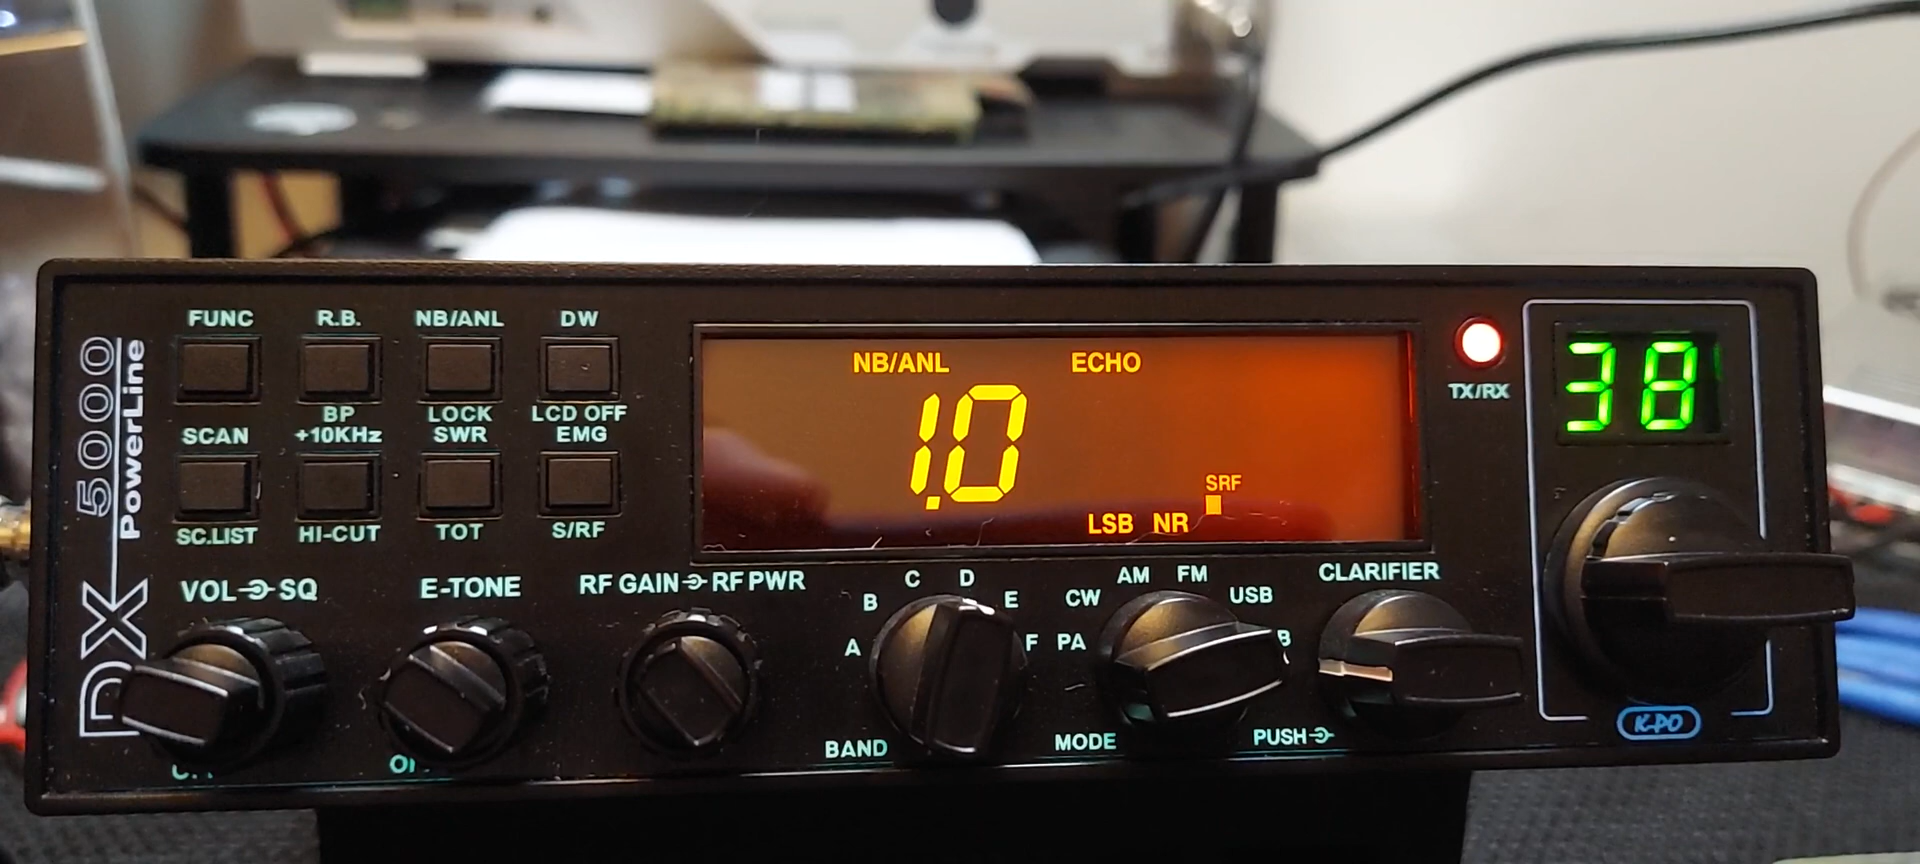 FUNC R.B. NB/ANL DW
BP LOCK LCD OFF
SCAN +10KHz SWR EMG
SC.LIST HI-CUT TOT S/RF
DX 5000
PowerLine
NB/ANL ECHO
1.0
SRF
LSB NR
TX/RX
38
VOL SQ
E-TONE
RF GAIN RF PWR
A B C D E F
BAND
PA CW AM FM USB
MODE
CLARIFIER
PUSH
K-PO